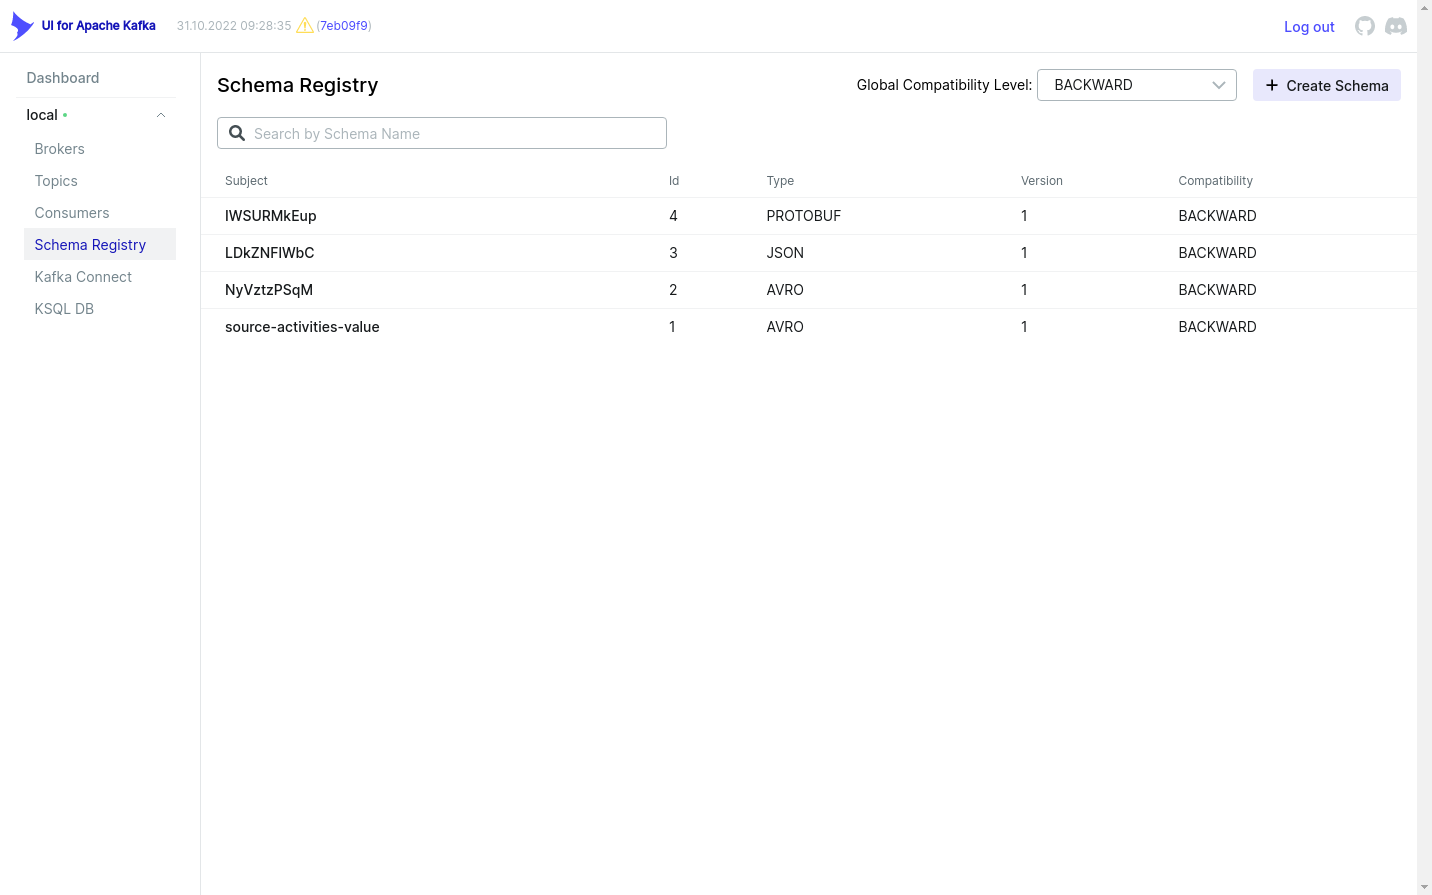 UI for Apache Kafka 31.10.2022 09:28:35 (7eb09f9) Log out
Dashboard
local
Brokers
Topics
Consumers
Schema Registry
Kafka Connect
KSQL DB
Schema Registry Global Compatibility Level: BACKWARD Create Schema
Search by Schema Name
Subject Id Type Version Compatibility
IWSURMkEup 4 PROTOBUF 1 BACKWARD
LDkZNFlWbC 3 JSON 1 BACKWARD
NyVztzPSqM 2 AVRO 1 BACKWARD
source-activities-value 1 AVRO 1 BACKWARD